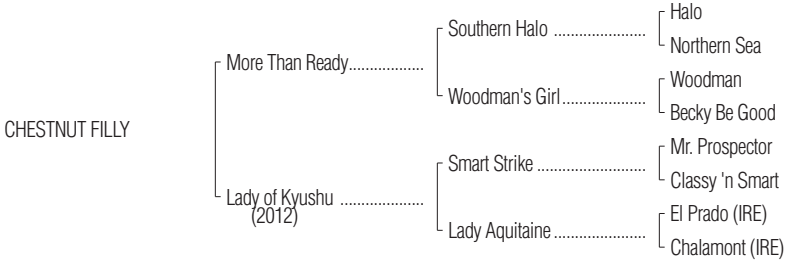 Halo
Southern Halo ......................
Northern Sea
More Than Ready..................
Woodman
Woodman's Girl....................
Becky Be Good
CHESTNUT FILLY
Mr. Prospector
Smart Strike ..........................
Classy 'n Smart
Lady of Kyushu ....................
(2012)
El Prado (IRE)
Lady Aquitaine ......................
Chalamont (IRE)